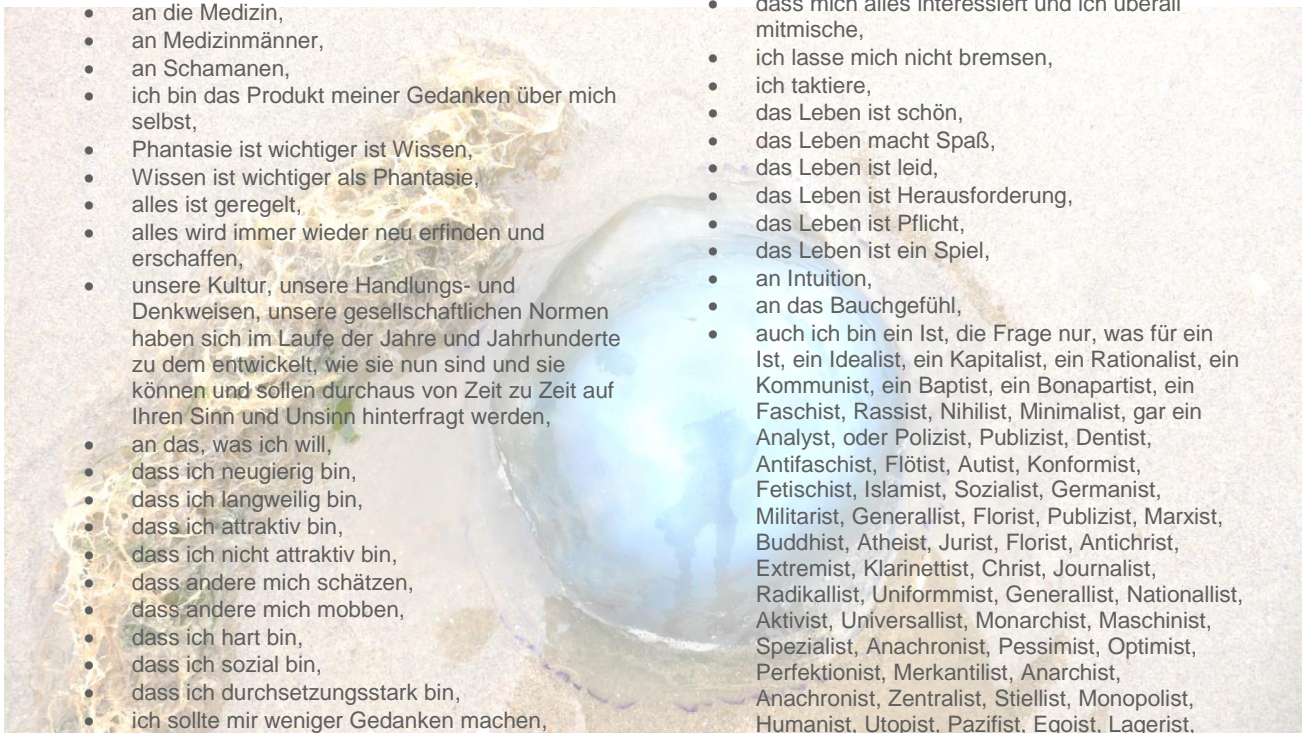 • an die Medizin,
• an Medizinmänner,
• an Schamanen,
• ich bin das Produkt meiner Gedanken über mich
selbst,
• Phantasie ist wichtiger ist Wissen,
• Wissen ist wichtiger als Phantasie,
• alles ist geregelt,
• alles wird immer wieder neu erfinden und
erschaffen,
• unsere Kultur, unsere Handlungs- und
Denkweisen, unsere gesellschaftlichen Normen
haben sich im Laufe der Jahre und Jahrhunderte
zu dem entwickelt, wie sie nun sind und sie
können und sollen durchaus von Zeit zu Zeit auf
Ihren Sinn und Unsinn hinterfragt werden,
• an das, was ich will,
• dass ich neugierig bin,
• dass ich langweilig bin,
• dass ich attraktiv bin,
• dass ich nicht attraktiv bin,
• dass andere mich schätzen,
• dass andere mich mobben,
• dass ich hart bin,
• dass ich sozial bin,
• dass ich durchsetzungsstark bin,
• ich sollte mir weniger Gedanken machen,
• dass mich alles interessiert und ich überall
mitmische,
• ich lasse mich nicht bremsen,
• ich taktiere,
• das Leben ist schön,
• das Leben macht Spaß,
• das Leben ist leid,
• das Leben ist Herausforderung,
• das Leben ist Pflicht,
• das Leben ist ein Spiel,
• an Intuition,
• an das Bauchgefühl,
• auch ich bin ein Ist, die Frage nur, was für ein
Ist, ein Idealist, ein Kapitalist, ein Rationalist, ein
Kommunist, ein Baptist, ein Bonapartist, ein
Faschist, Rassist, Nihilist, Minimalist, gar ein
Analyst, oder Polizist, Publizist, Dentist,
Antifaschist, Flötist, Autist, Konformist,
Fetischist, Islamist, Sozialist, Germanist,
Militarist, Generallist, Florist, Publizist, Marxist,
Buddhist, Atheist, Jurist, Florist, Antichrist,
Extremist, Klarinettist, Christ, Journalist,
Radikallist, Uniformmist, Generallist, Nationallist,
Aktivist, Universallist, Monarchist, Maschinist,
Spezialist, Anachronist, Pessimist, Optimist,
Perfektionist, Merkantilist, Anarchist,
Anachronist, Zentralist, Stiellist, Monopolist,
Humanist, Utopist, Pazifist, Egoist, Lagerist,